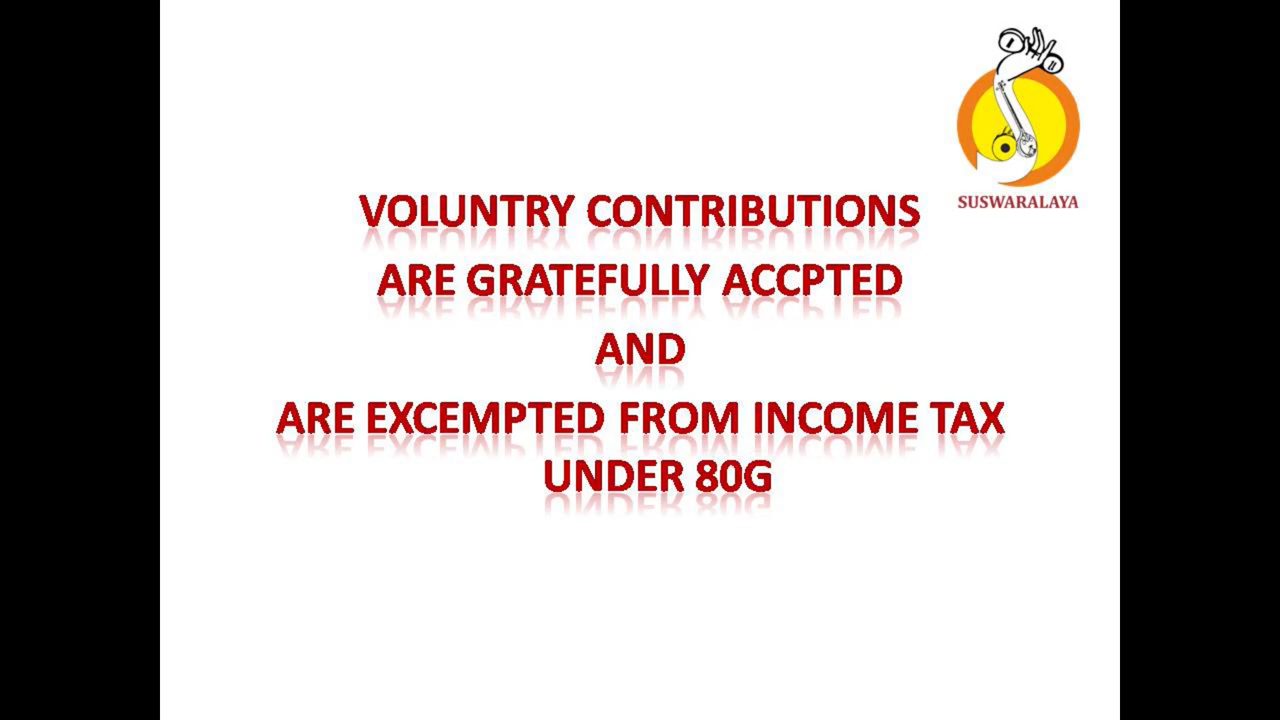 SUSWARALAYA
VOLUNTRY CONTRIBUTIONS
ARE GRATEFULLY ACCPTED
AND
ARE EXCEMPTED FROM INCOME TAX
UNDER 80G